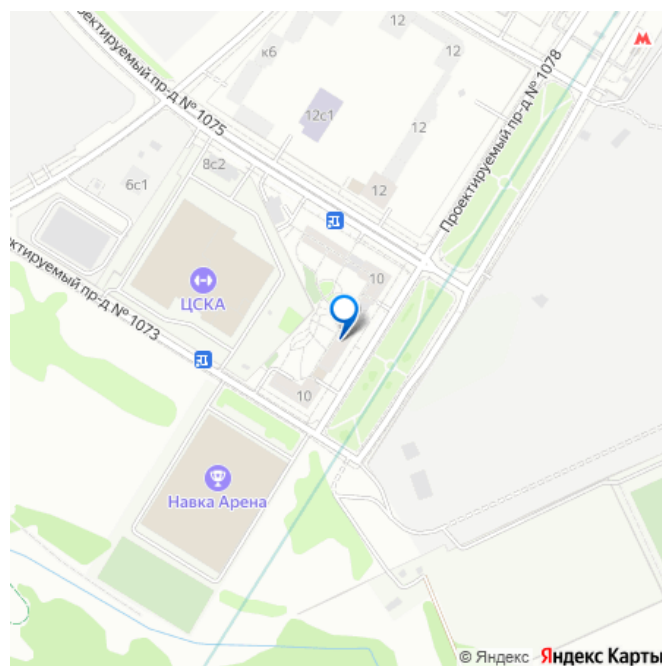 12
к6
12
12с1
12
12
Проектируемый пр-д № 1075
Проектируемый пр-д № 1078
8с2
6с1
ЦСКА
10
ектируемый пр-д № 1073
10
Навка Арена
© Яндекс Яндекс Карты